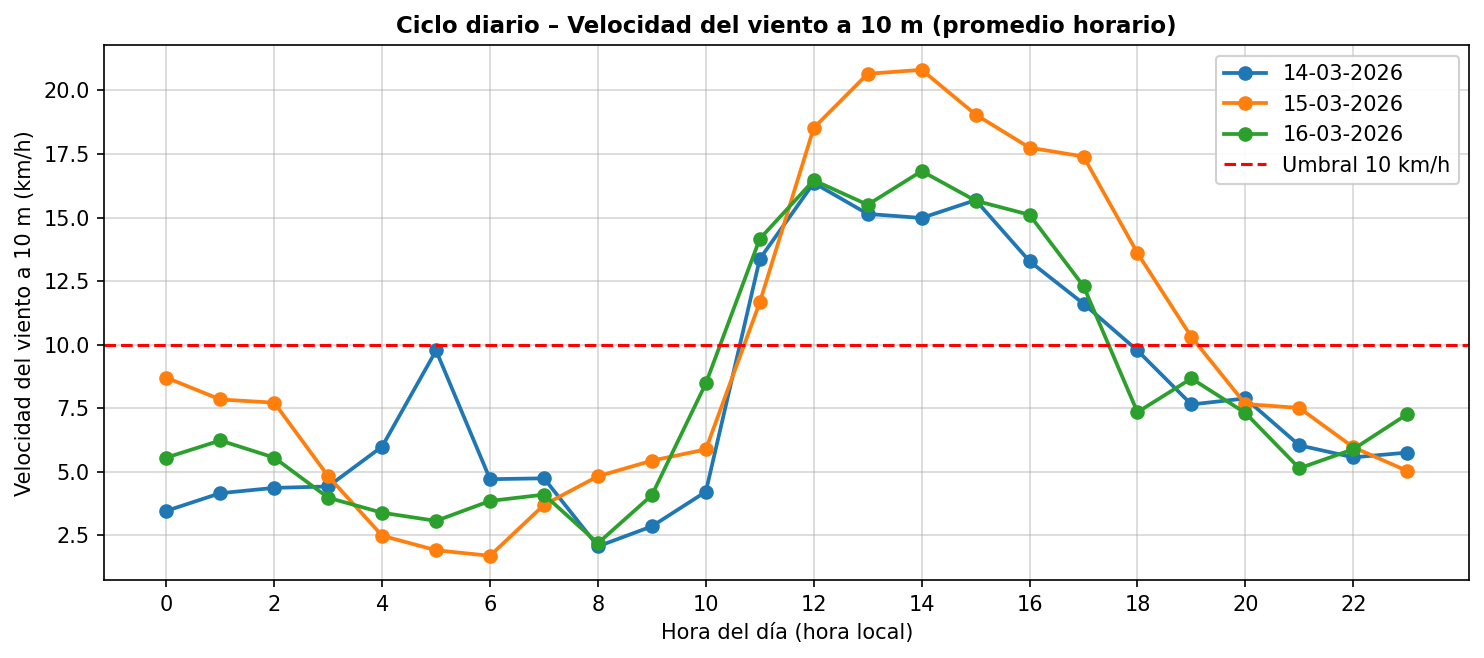 Ciclo diario – Velocidad del viento a 10 m (promedio horario)
Velocidad del viento a 10 m (km/h)
20.0
17.5
15.0
12.5
10.0
7.5
5.0
2.5
14-03-2026
15-03-2026
16-03-2026
Umbral 10 km/h
0 2 4 6 8 10 12 14 16 18 20 22
Hora del día (hora local)